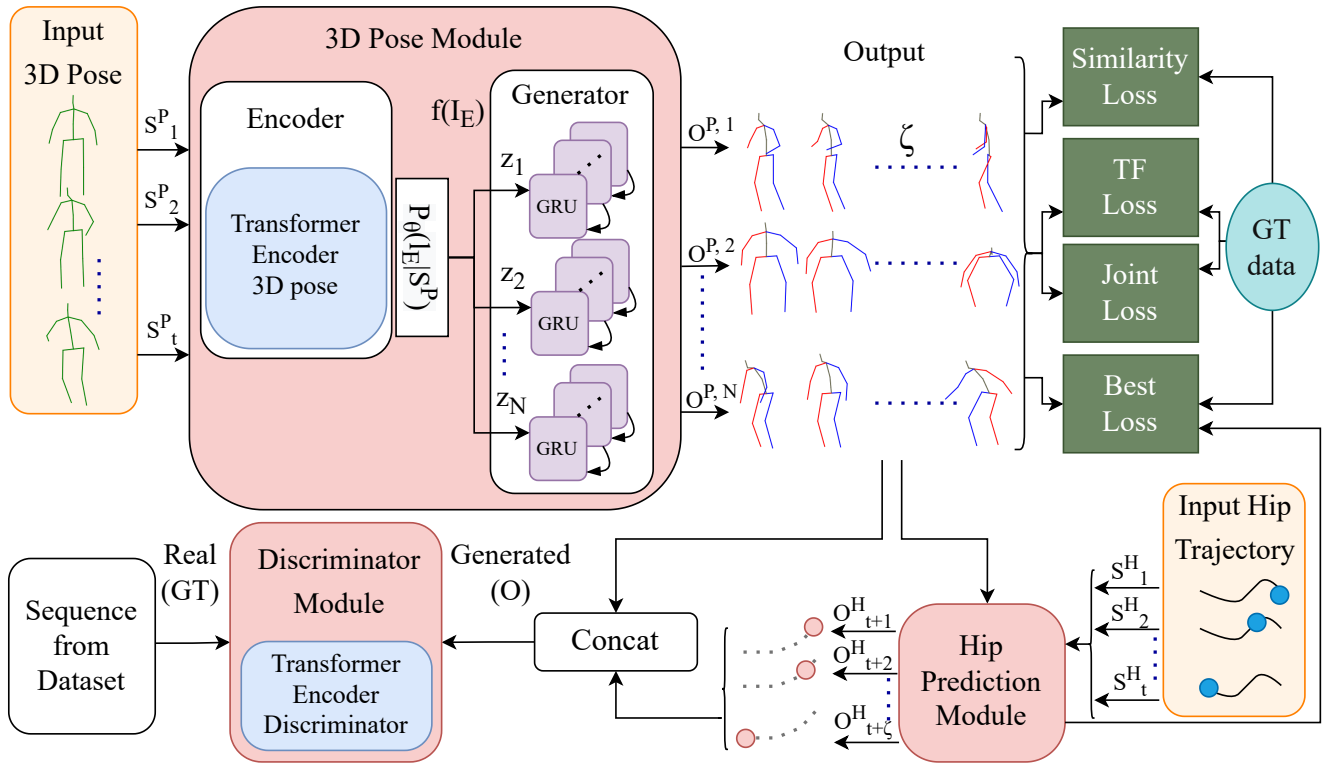 Input
3D Pose
S^P_1
S^P_2
S^P_t
3D Pose Module
Encoder
Transformer
Encoder
3D pose
P_θ(I_E|S^P)
f(I_E)
Generator
z_1
GRU
z_2
GRU
z_N
GRU
O^{P, 1}
O^{P, 2}
O^{P, N}
Output
ζ
Similarity
Loss
TF
Loss
Joint
Loss
Best
Loss
GT
data
Input Hip
Trajectory
S^H_1
S^H_2
S^H_t
Hip
Prediction
Module
O^H_{t+1}
O^H_{t+2}
O^H_{t+ζ}
Concat
Generated
(O)
Discriminator
Module
Transformer
Encoder
Discriminator
Real
(GT)
Sequence
from
Dataset